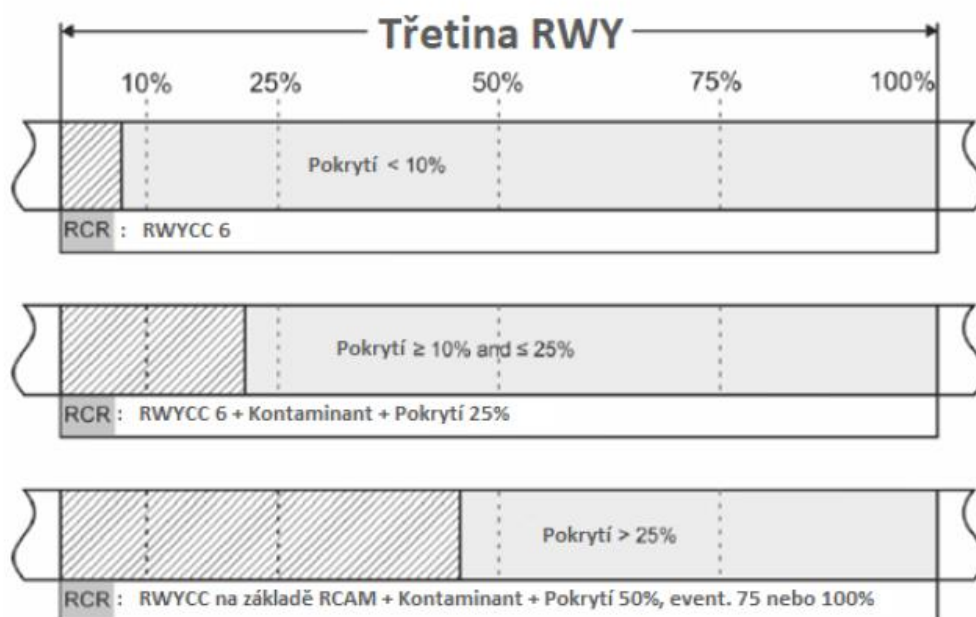 Třetina RWY
10% 25% 50% 75% 100%
Pokrytí < 10%
RCR : RWYCC 6
Pokrytí ≥ 10% and ≤ 25%
RCR : RWYCC 6 + Kontaminant + Pokrytí 25%
Pokrytí > 25%
RCR : RWYCC na základě RCAM + Kontaminant + Pokrytí 50%, event. 75 nebo 100%